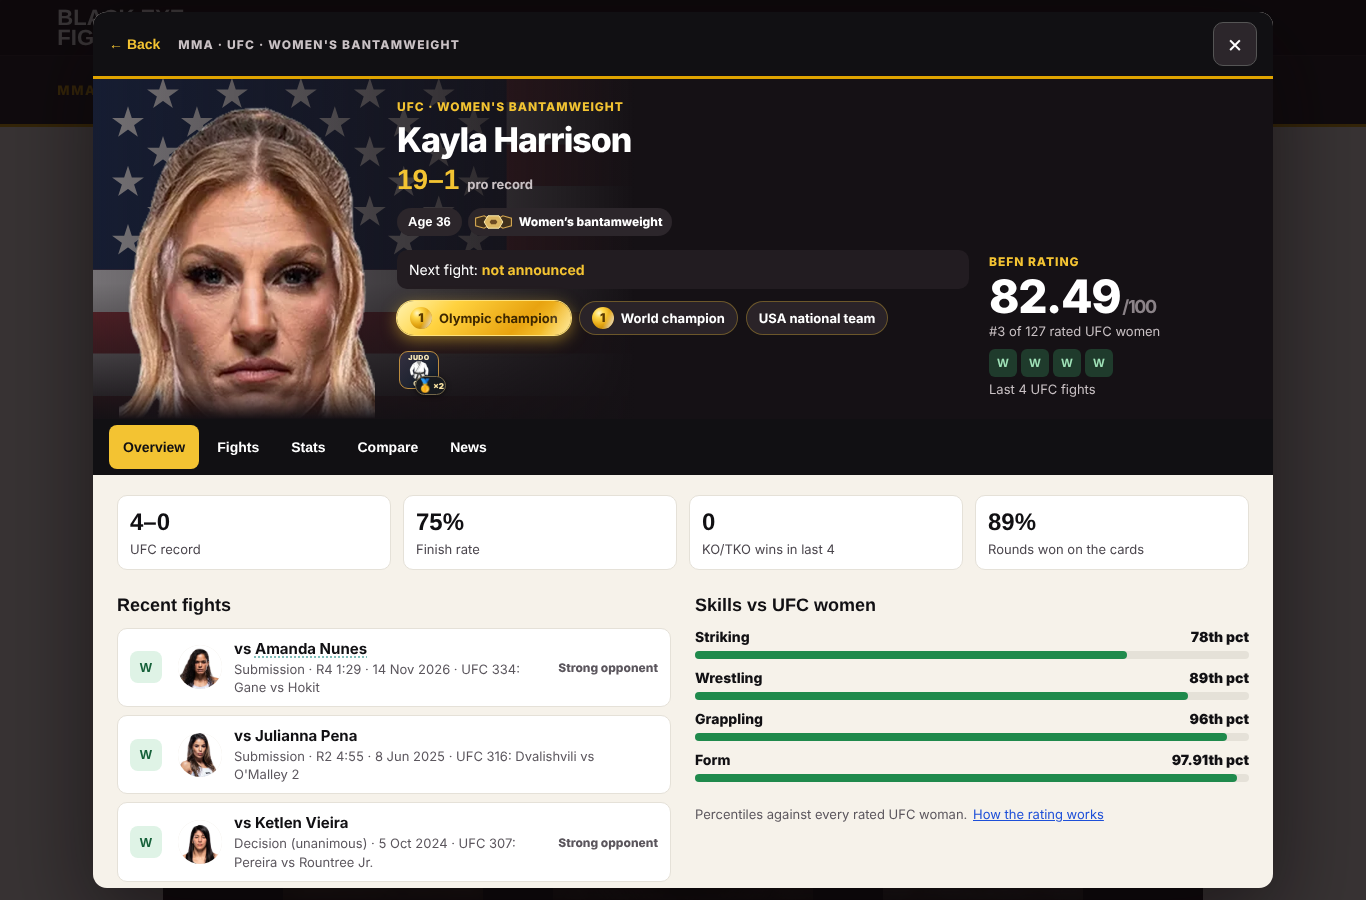 BLACK EYE
FIG
MMA
← Back
MMA · UFC · WOMEN'S BANTAMWEIGHT
×
UFC · WOMEN'S BANTAMWEIGHT
Kayla Harrison
19–1 pro record
Age 36
Women’s bantamweight
Next fight: not announced
1 Olympic champion
1 World champion
USA national team
JUDO
×2
BEFN RATING
82.49/100
#3 of 127 rated UFC women
W W W W
Last 4 UFC fights
Overview
Fights
Stats
Compare
News
4–0
UFC record
75%
Finish rate
0
KO/TKO wins in last 4
89%
Rounds won on the cards
Recent fights
W
vs Amanda Nunes
Submission · R4 1:29 · 14 Nov 2026 · UFC 334:
Gane vs Hokit
Strong opponent
W
vs Julianna Pena
Submission · R2 4:55 · 8 Jun 2025 · UFC 316: Dvalishvili vs
O'Malley 2
W
vs Ketlen Vieira
Decision (unanimous) · 5 Oct 2024 · UFC 307:
Pereira vs Rountree Jr.
Strong opponent
Skills vs UFC women
Striking 78th pct
Wrestling 89th pct
Grappling 96th pct
Form 97.91th pct
Percentiles against every rated UFC woman. How the rating works